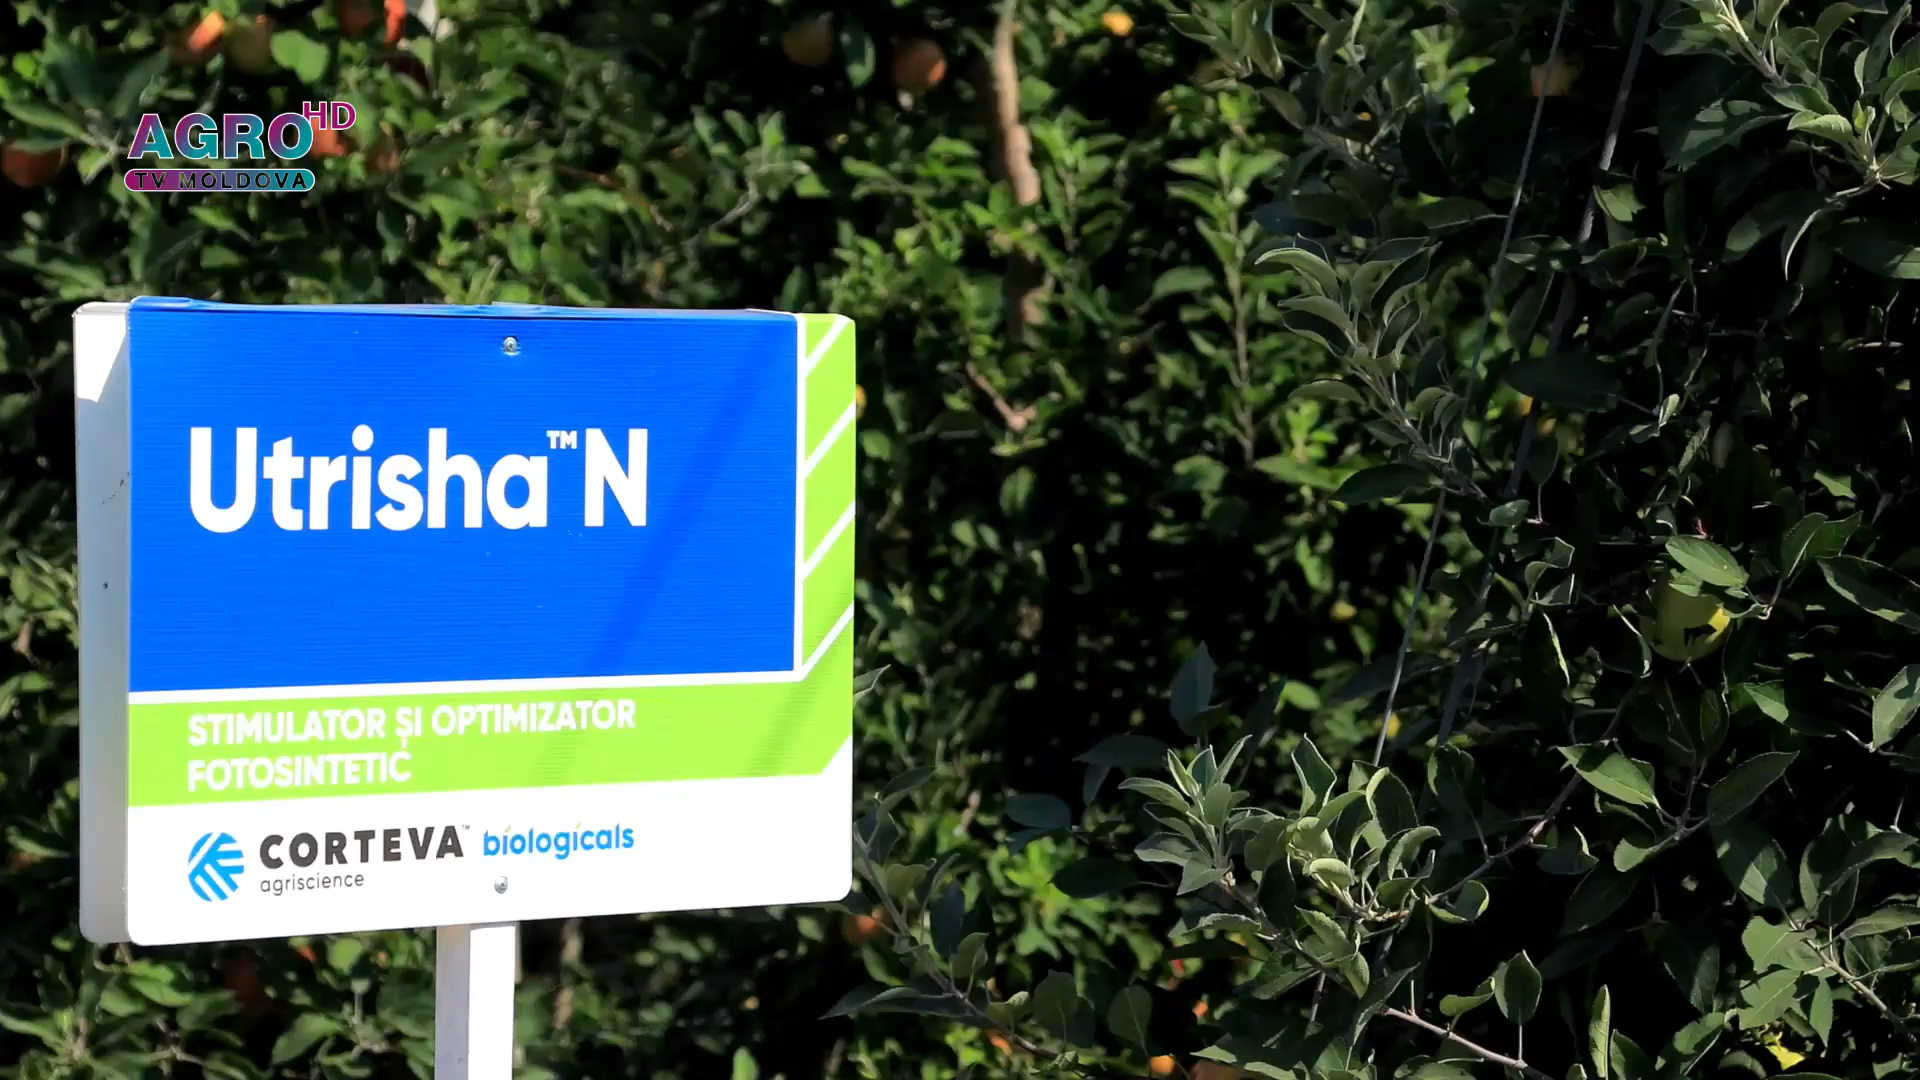 AGRO HD
TV MOLDOVA
Utrisha™ N
STIMULATOR ȘI OPTIMIZATOR
FOTOSINTETIC
CORTEVA™ biologicals
agriscience